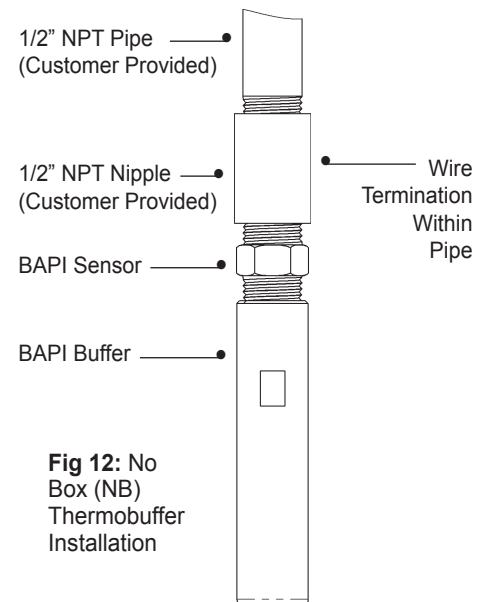 1/2” NPT Pipe
(Customer Provided)
1/2” NPT Nipple
(Customer Provided)
Wire
Termination
Within
Pipe
BAPI Sensor
BAPI Buffer
Fig 12: No
Box (NB)
Thermobuffer
Installation